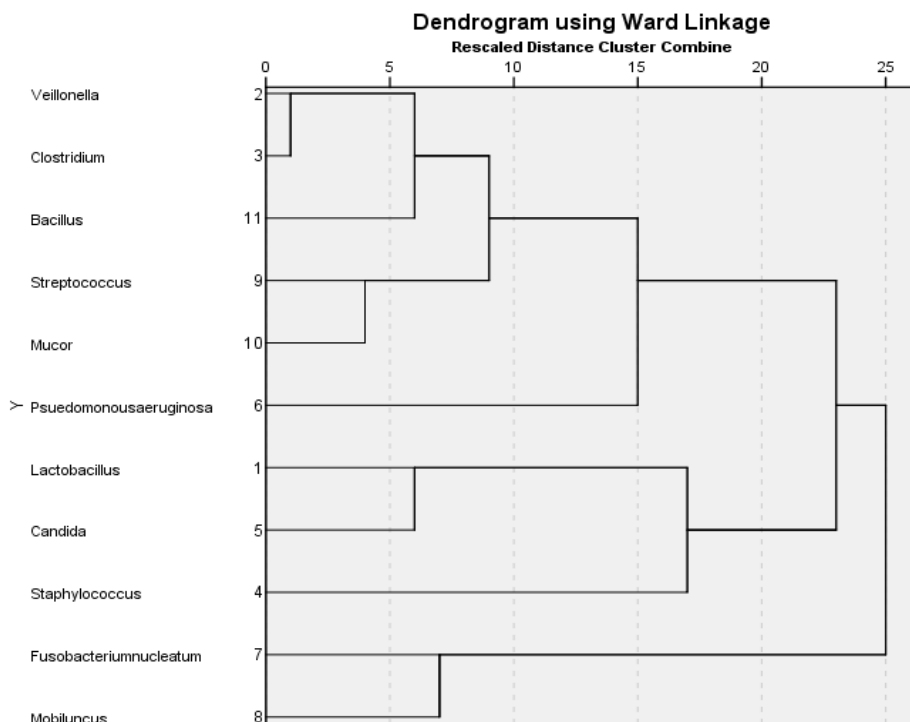 Dendrogram using Ward Linkage
Rescaled Distance Cluster Combine
0 5 10 15 20 25
Veillonella 2
Clostridium 3
Bacillus 11
Streptococcus 9
Mucor 10
Y Psuedomonousaeruginosa 6
Lactobacillus 1
Candida 5
Staphylococcus 4
Fusobacteriumnucleatum 7
Mobiluncus 8